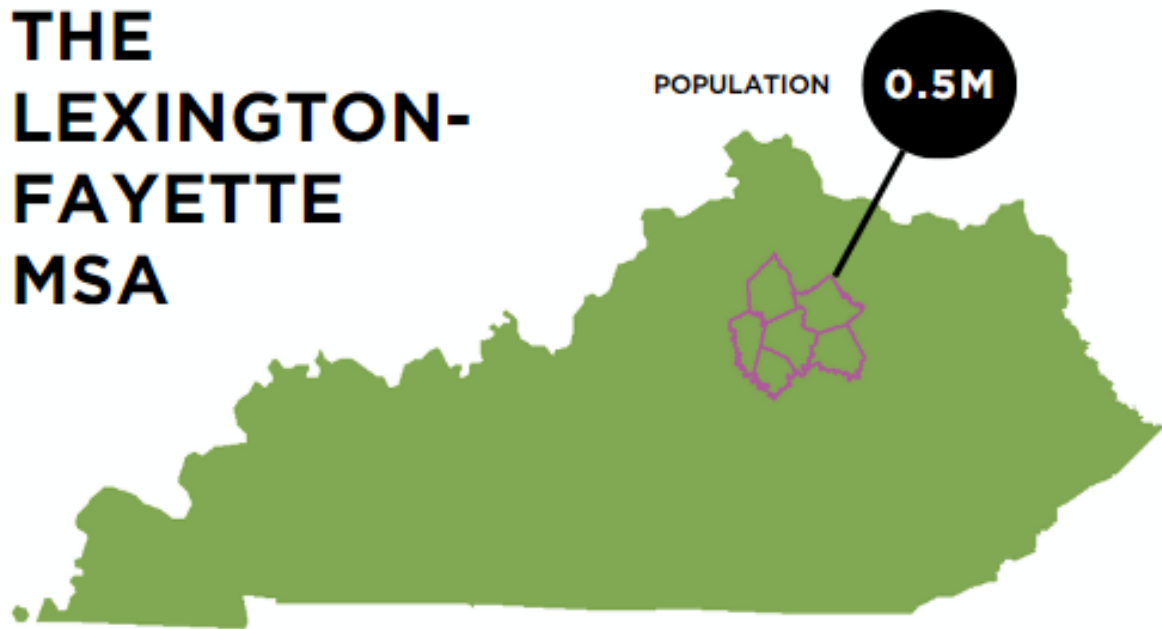 THE
LEXINGTON-
FAYETTE
MSA
POPULATION
0.5M